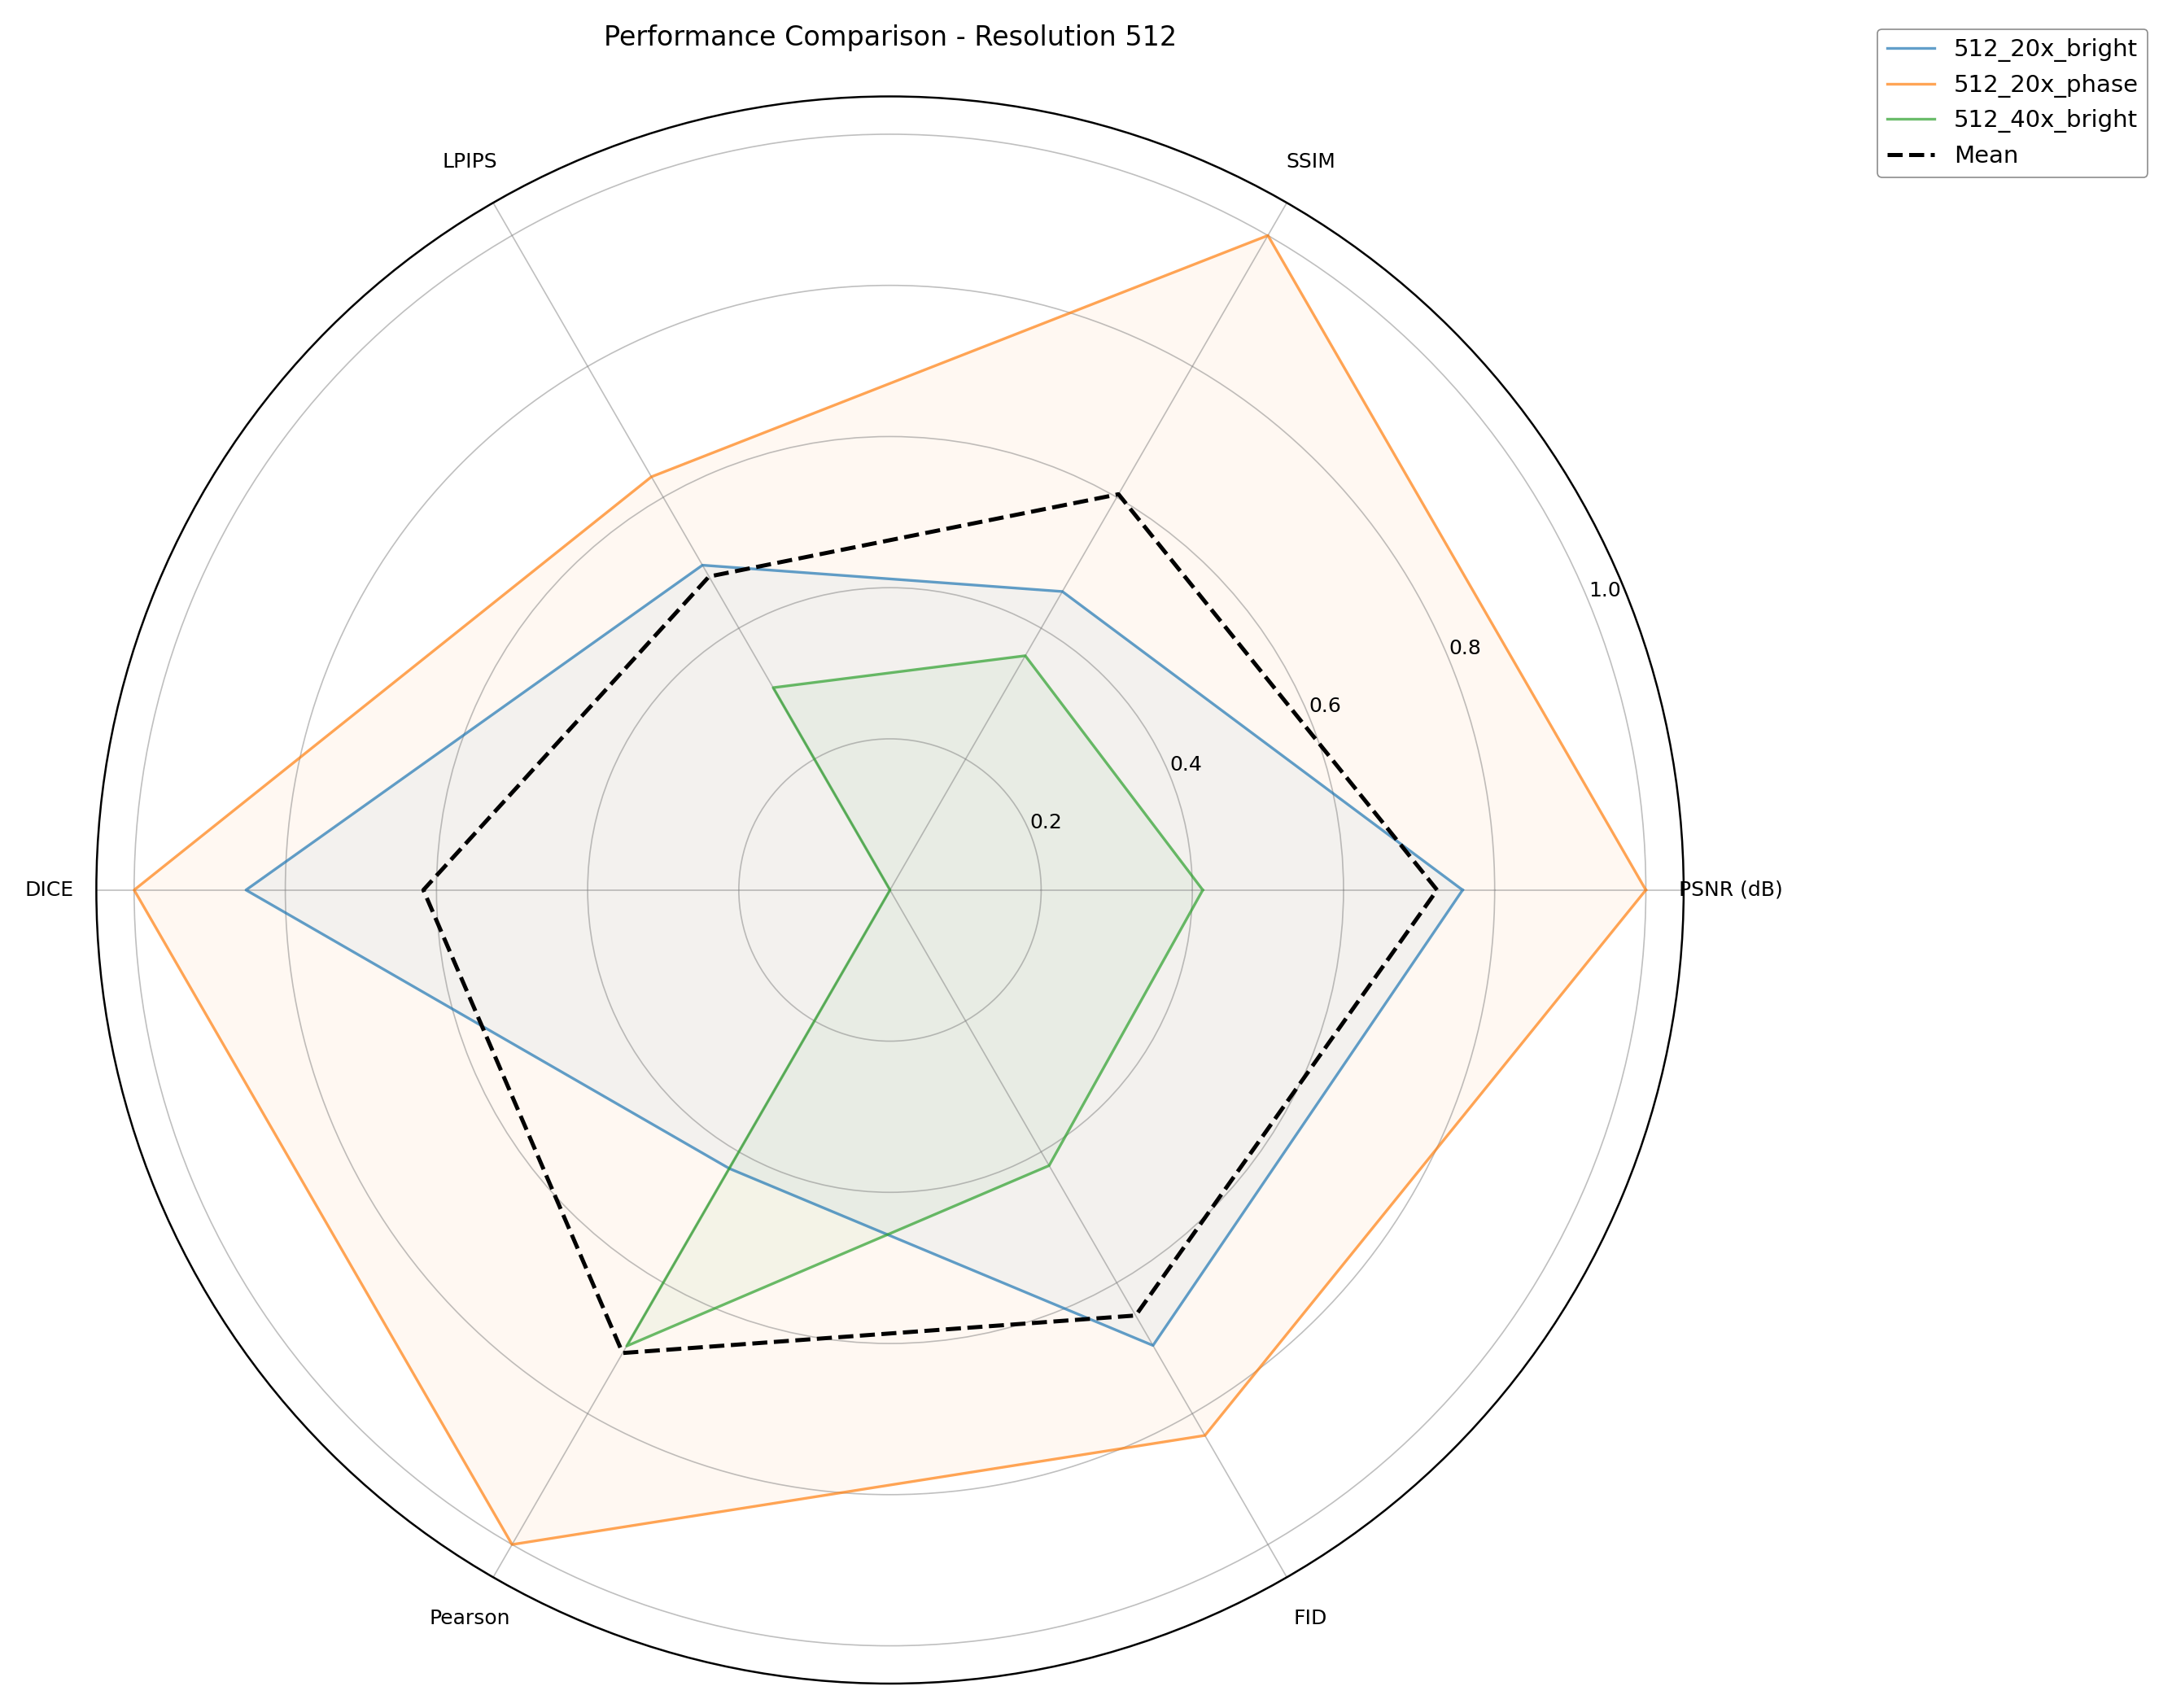 Performance Comparison - Resolution 512
512_20x_bright
512_20x_phase
512_40x_bright
Mean
LPIPS
SSIM
1.0
0.8
0.6
0.4
0.2
DICE
PSNR (dB)
Pearson
FID